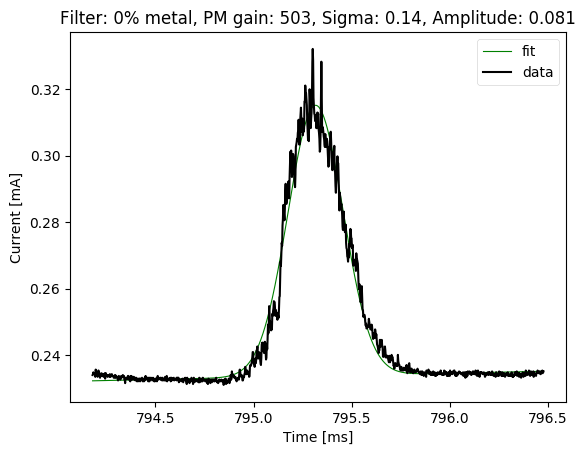 Filter: 0% metal, PM gain: 503, Sigma: 0.14, Amplitude: 0.081
fit
data
0.32
0.30
0.28
0.26
0.24
Current [mA]
794.5
795.0
795.5
796.0
796.5
Time [ms]